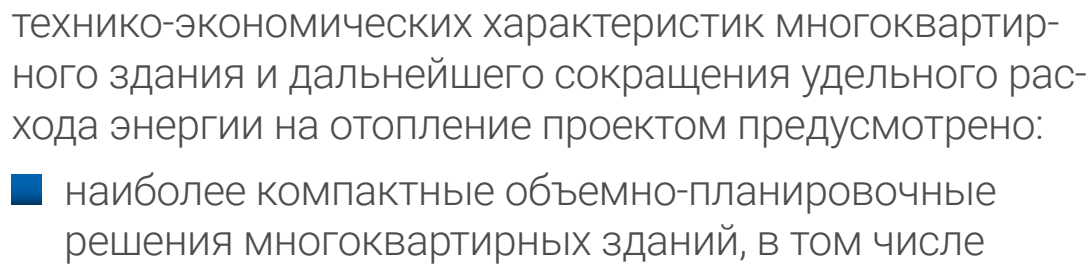 технико-экономических характеристик многоквартир-
ного здания и дальнейшего сокращения удельного рас-
хода энергии на отопление проектом предусмотрено:
наиболее компактные объемно-планировочные
решения многоквартирных зданий, в том числе